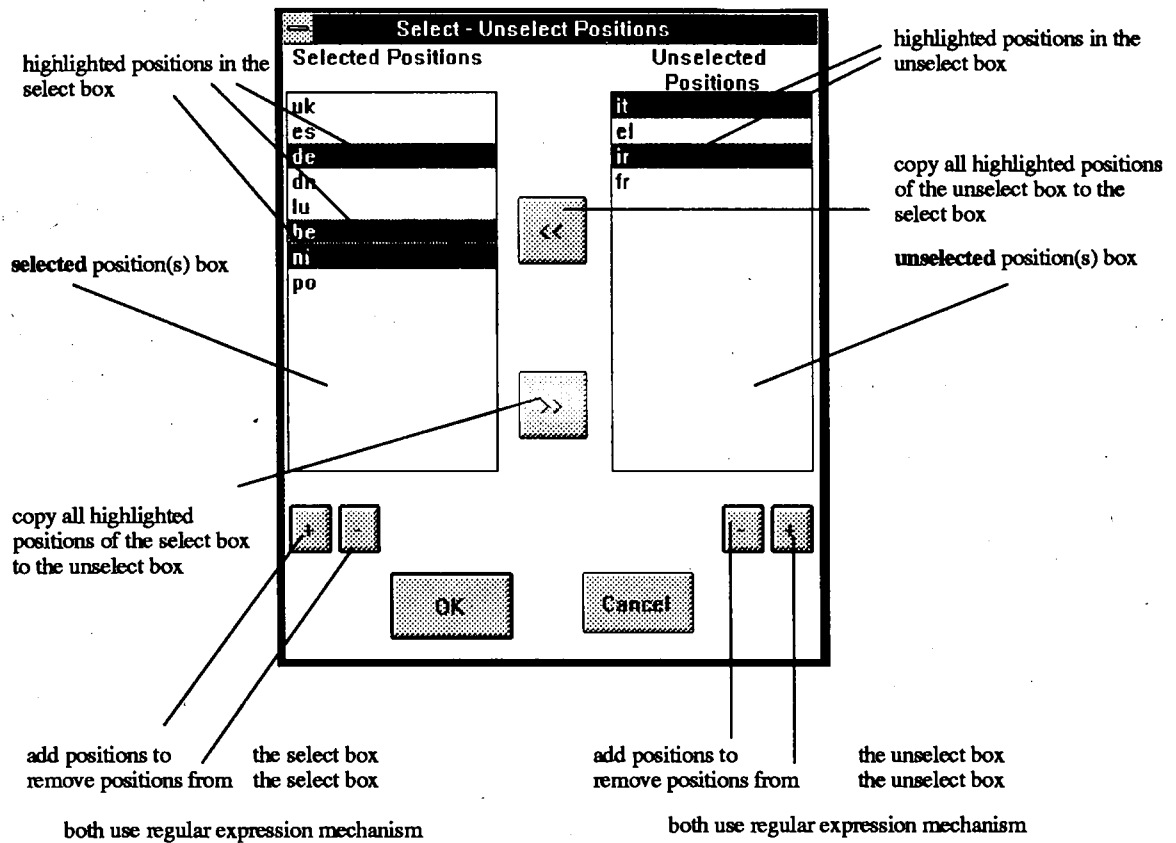 Select - Unselect Positions
Selected Positions
Unselected
Positions
highlighted positions in the
select box
highlighted positions in the
unselect box
uk
es
de
dn
lu
be
ni
po
it
el
ir
fr
<<
>>
copy all highlighted positions
of the unselect box to the
select box
selected position(s) box
unselected position(s) box
copy all highlighted
positions of the select box
to the unselect box
+ -
- +
OK
Cancel
add positions to the select box
remove positions from the select box
both use regular expression mechanism
add positions to the unselect box
remove positions from the unselect box
both use regular expression mechanism